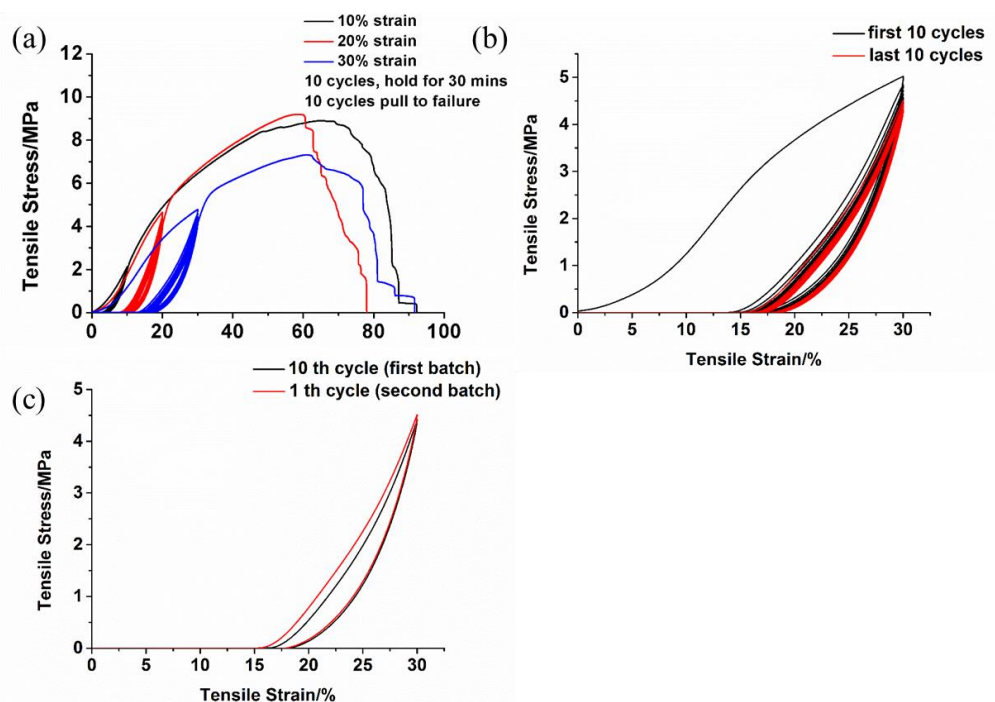 (a)
10% strain
20% strain
30% strain
10 cycles, hold for 30 mins
10 cycles pull to failure
12
10
8
6
4
2
0
Tensile Stress/MPa
0 20 40 60 80 100
Tensile Strain/%
(b)
first 10 cycles
last 10 cycles
5
4
3
2
1
0
Tensile Stress/MPa
0 5 10 15 20 25 30
Tensile Strain/%
(c)
10 th cycle (first batch)
1 th cycle (second batch)
5
4
3
2
1
0
Tensile Stress/MPa
0 5 10 15 20 25 30
Tensile Strain/%